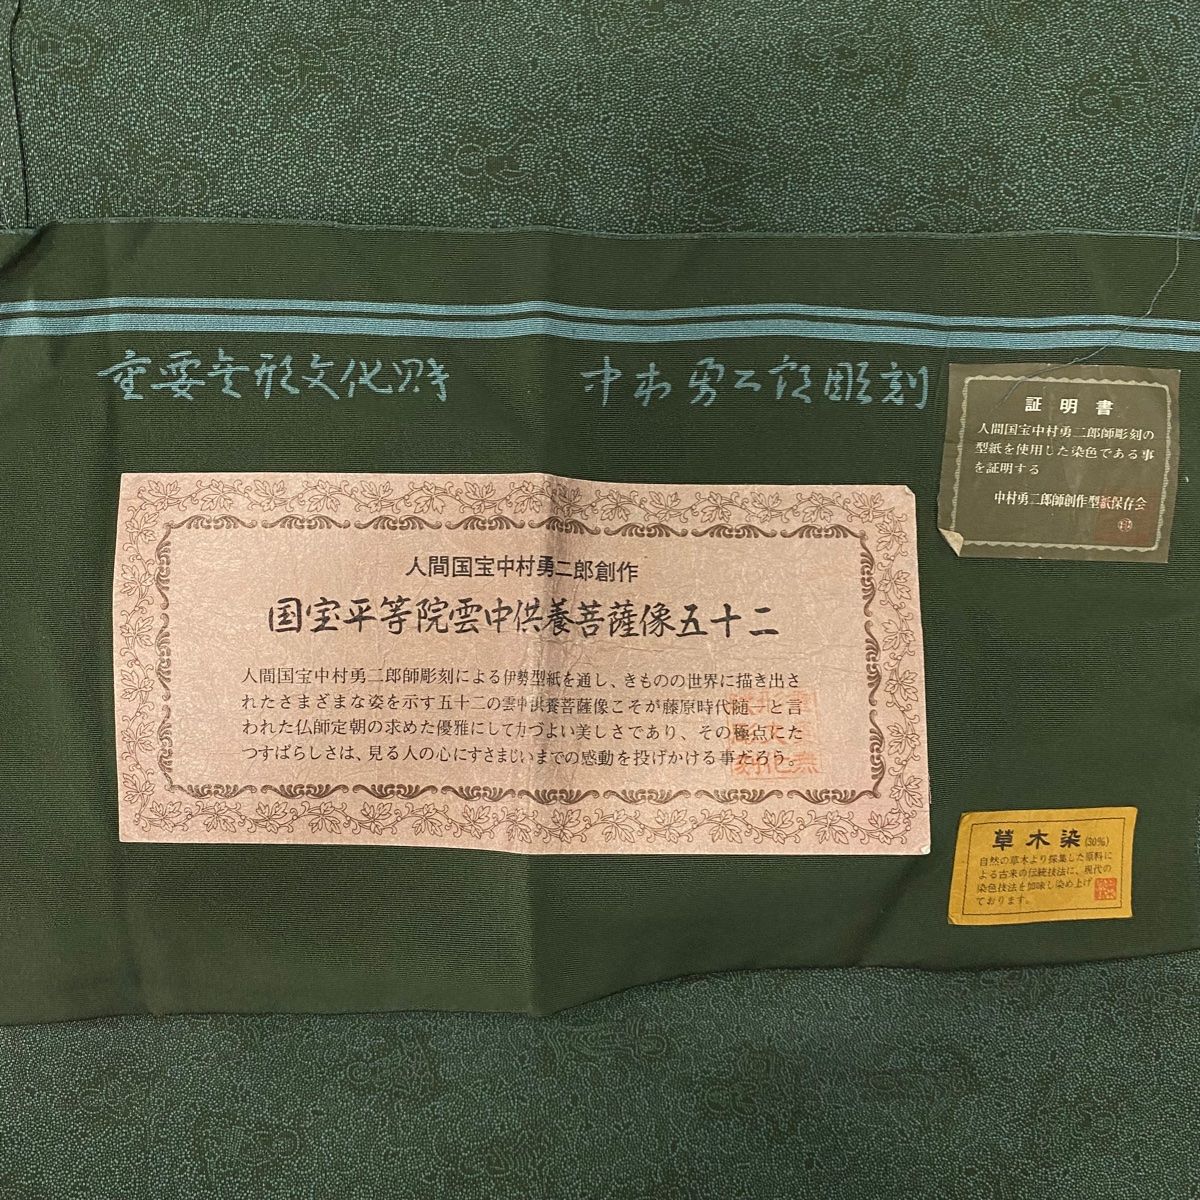 重要無形文化財 中村勇二郎彫刻
証明書
人間国宝中村勇二郎師彫刻の
型紙を使用した染色である事
を証明する
中村勇二郎師創作型紙保存会
人間国宝中村勇二郎創作
国宝平等院雲中供養菩薩像五十二
人間国宝中村勇二郎師彫刻による伊勢型紙を通し、きものの世界に描き出さ
れたさまざまな姿を示す五十二の雲中供養菩薩像こそが藤原時代随一と言
われた仏師定朝の求めた優雅にして力づよい美しさであり、その極点にた
つすばらしさは、見る人の心にすさまじいまでの感動を投げかける事だろう。
草木染(30%)
自然の草木より採集した原料に
よる古来の伝統技法に、現代の
染色技法を加味し染め上げ
ております。